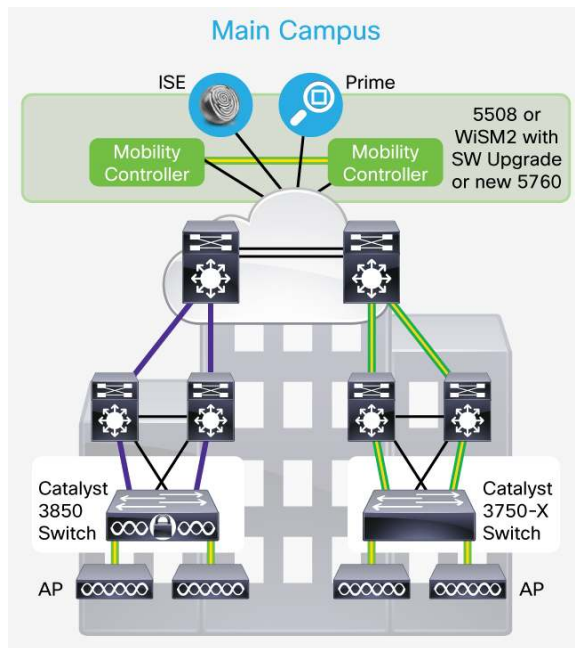 Main Campus
ISE
Prime
Mobility
Controller
Mobility
Controller
5508 or
WiSM2 with
SW Upgrade
or new 5760
Catalyst
3850
Switch
Catalyst
3750-X
Switch
AP
AP